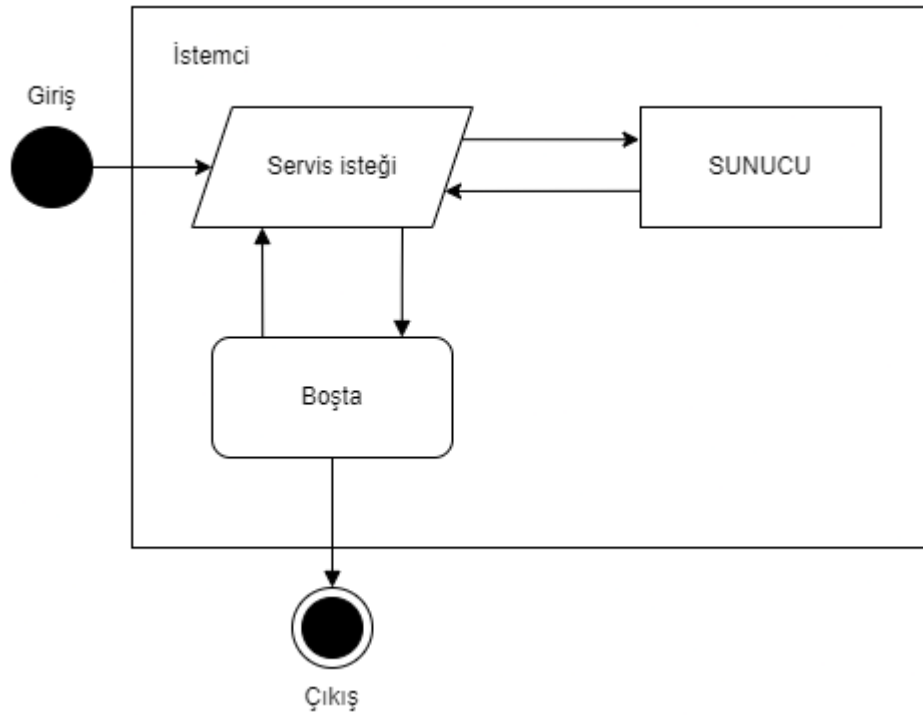 İstemci
Giriş
Servis isteği
SUNUCU
Boşta
Çıkış